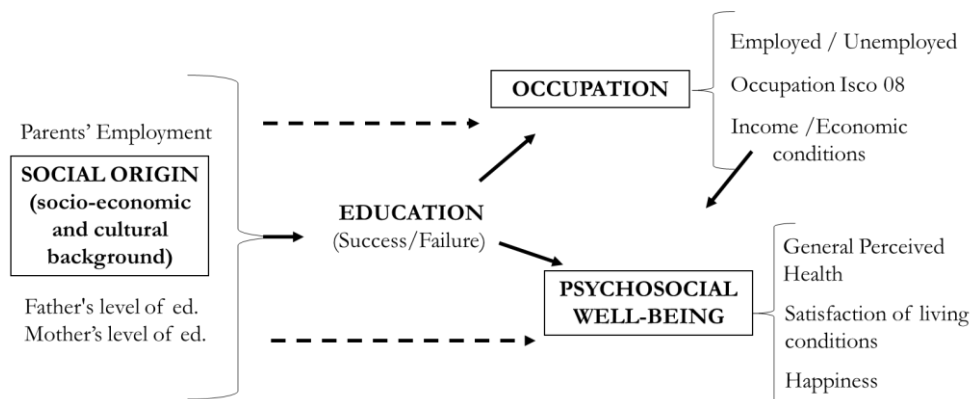 Parents' Employment
SOCIAL ORIGIN
(socio-economic
and cultural
background)
Father's level of ed.
Mother's level of ed.
EDUCATION
(Success/Failure)
OCCUPATION
Employed / Unemployed
Occupation Isco 08
Income /Economic
conditions
PSYCHOSOCIAL
WELL-BEING
General Perceived
Health
Satisfaction of living
conditions
Happiness